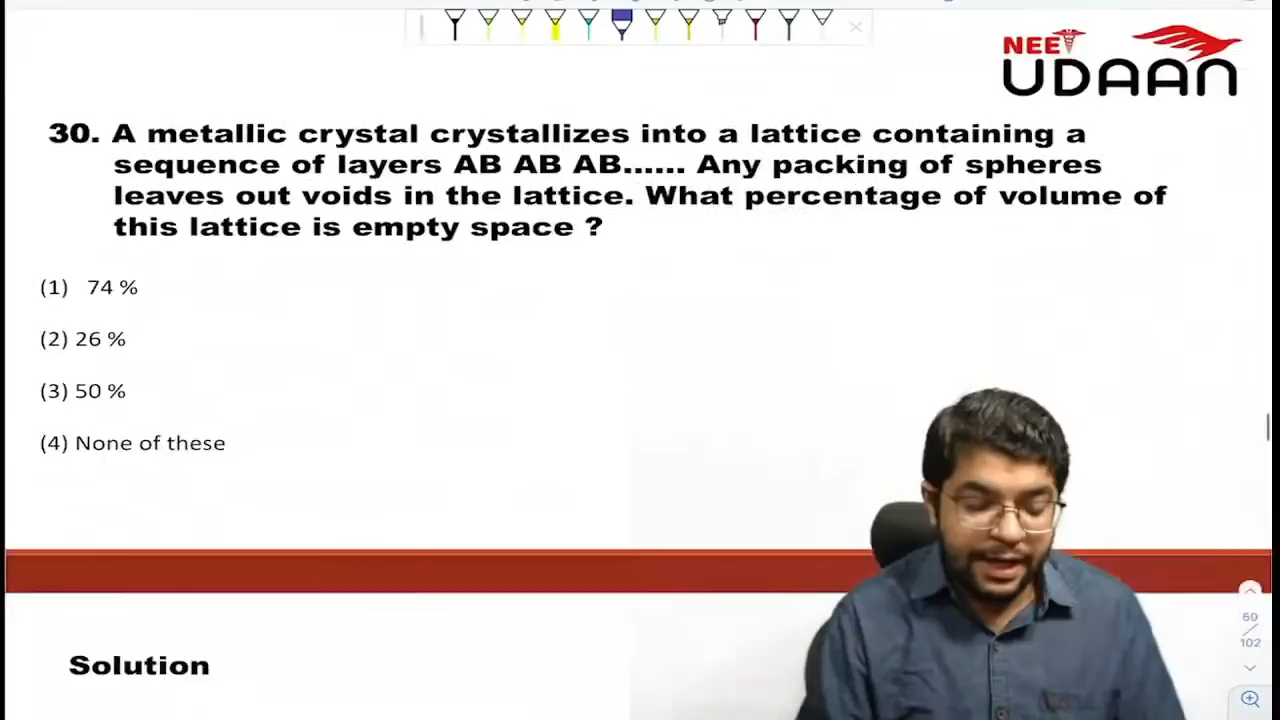 NEET
UDAAN
30. A metallic crystal crystallizes into a lattice containing a
sequence of layers AB AB AB...... Any packing of spheres
leaves out voids in the lattice. What percentage of volume of
this lattice is empty space ?
(1) 74 %
(2) 26 %
(3) 50 %
(4) None of these
59
102
Solution